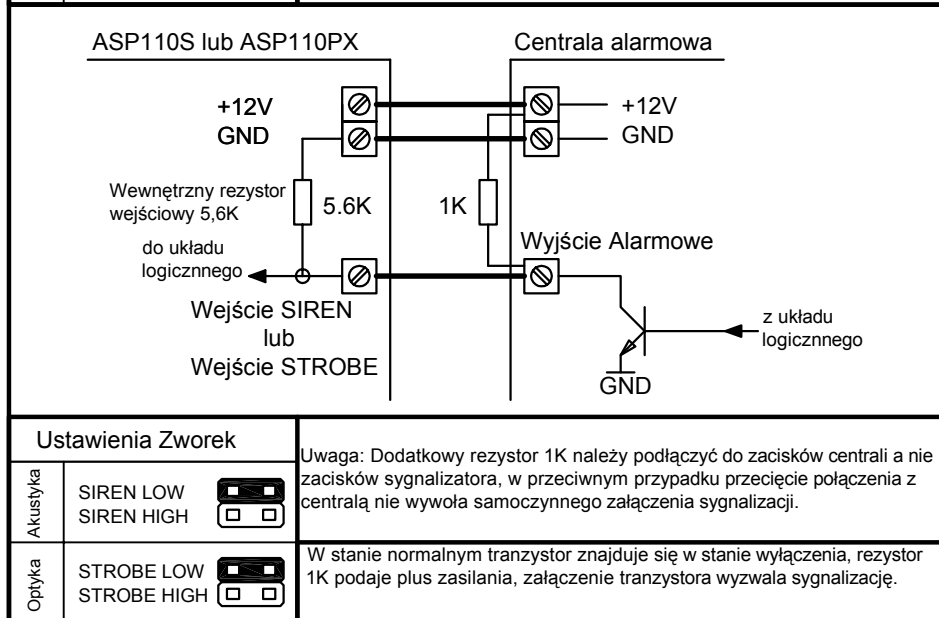 ASP110S lub ASP110PX
Centrala alarmowa
+12V
+12V
GND
GND
Wewnętrzny rezystor
wejściowy 5,6K
5.6K
1K
do układu
logicznnego
Wyjście Alarmowe
Wejście SIREN
lub
Wejście STROBE
z układu
logicznnego
GND
Ustawienia Zworek
Akustyka
SIREN LOW
SIREN HIGH
Uwaga: Dodatkowy rezystor 1K należy podłączyć do zacisków centrali a nie
zacisków sygnalizatora, w przeciwnym przypadku przecięcie połączenia z
centralą nie wywoła samoczynnego załączenia sygnalizacji.
Optyka
STROBE LOW
STROBE HIGH
W stanie normalnym tranzystor znajduje się w stanie wyłączenia, rezystor
1K podaje plus zasilania, załączenie tranzystora wyzwala sygnalizację.